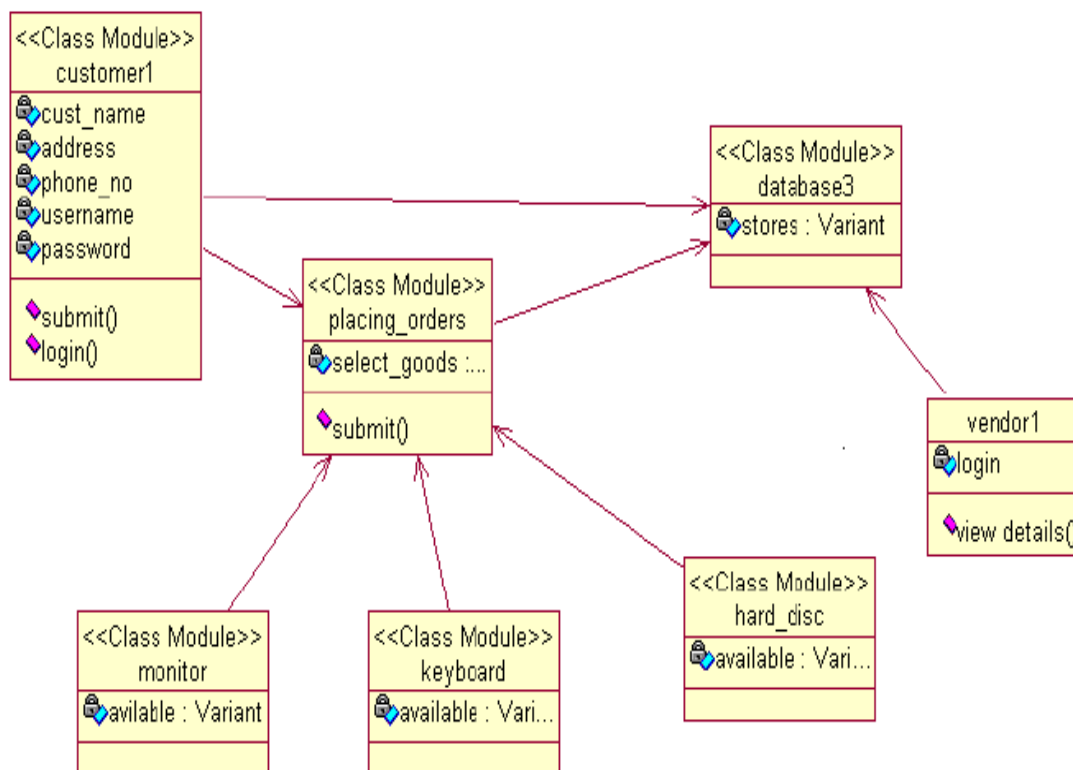 <<Class Module>>
customer1
cust_name
address
phone_no
username
password
submit()
login()
<<Class Module>>
database3
stores : Variant
<<Class Module>>
placing_orders
select_goods :...
submit()
vendor1
login
view details()
<<Class Module>>
monitor
avilable : Variant
<<Class Module>>
keyboard
available : Vari...
<<Class Module>>
hard_disc
available : Vari...